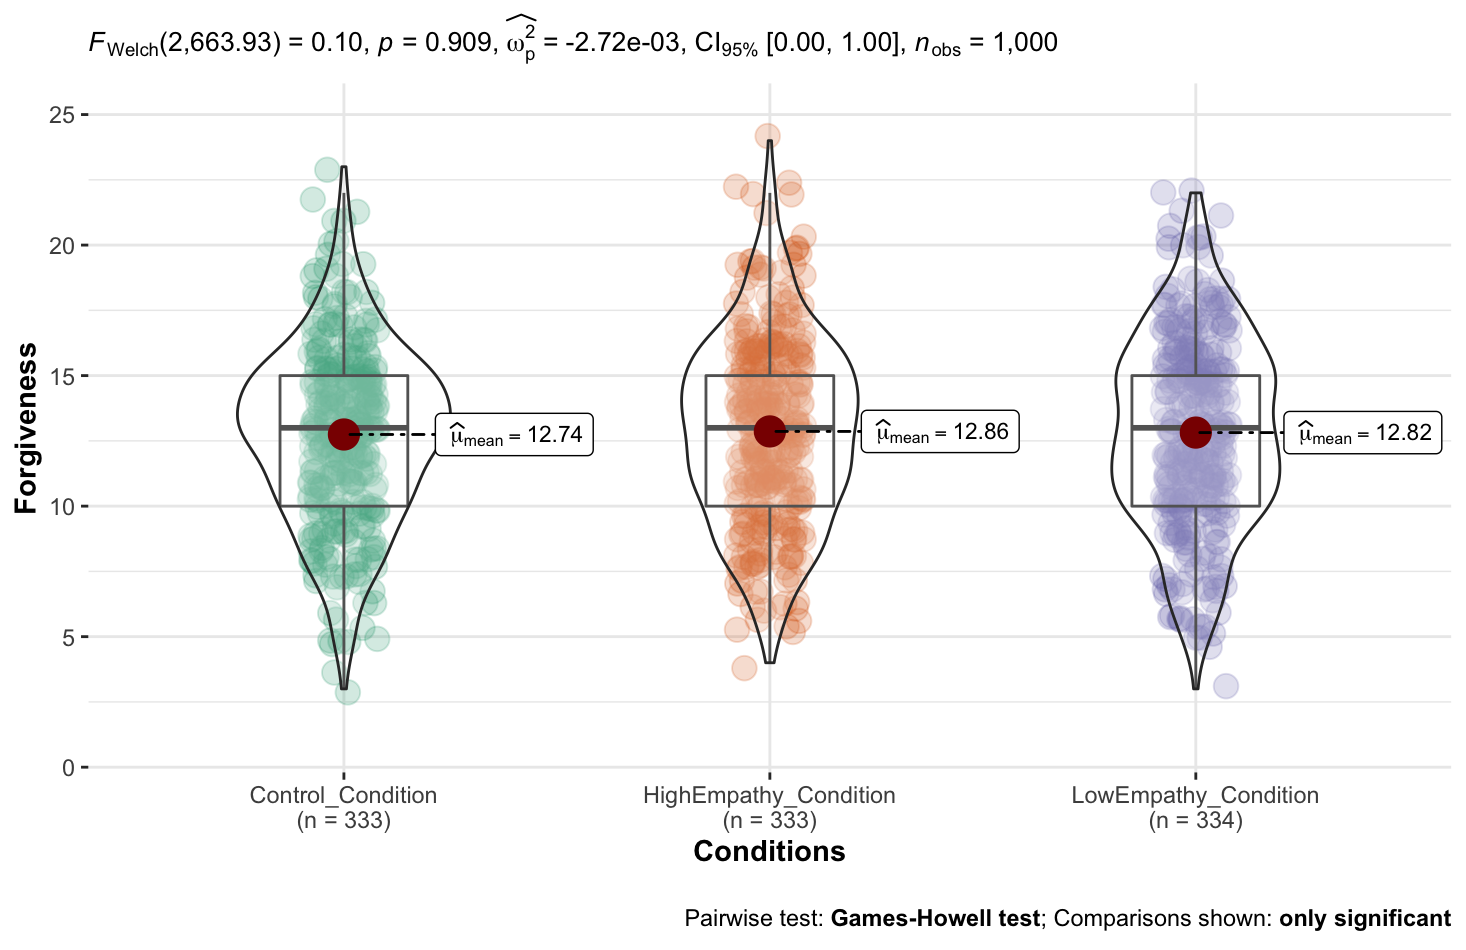 F Welch(2,663.93) = 0.10, p = 0.909, ω̂²p = -2.72e-03, CI95% [0.00, 1.00], nobs = 1,000
25
20
15
10
5
0
Forgiveness
μ̂mean = 12.74
μ̂mean = 12.86
μ̂mean = 12.82
Control_Condition
(n = 333)
HighEmpathy_Condition
(n = 333)
LowEmpathy_Condition
(n = 334)
Conditions
Pairwise test: Games-Howell test; Comparisons shown: only significant